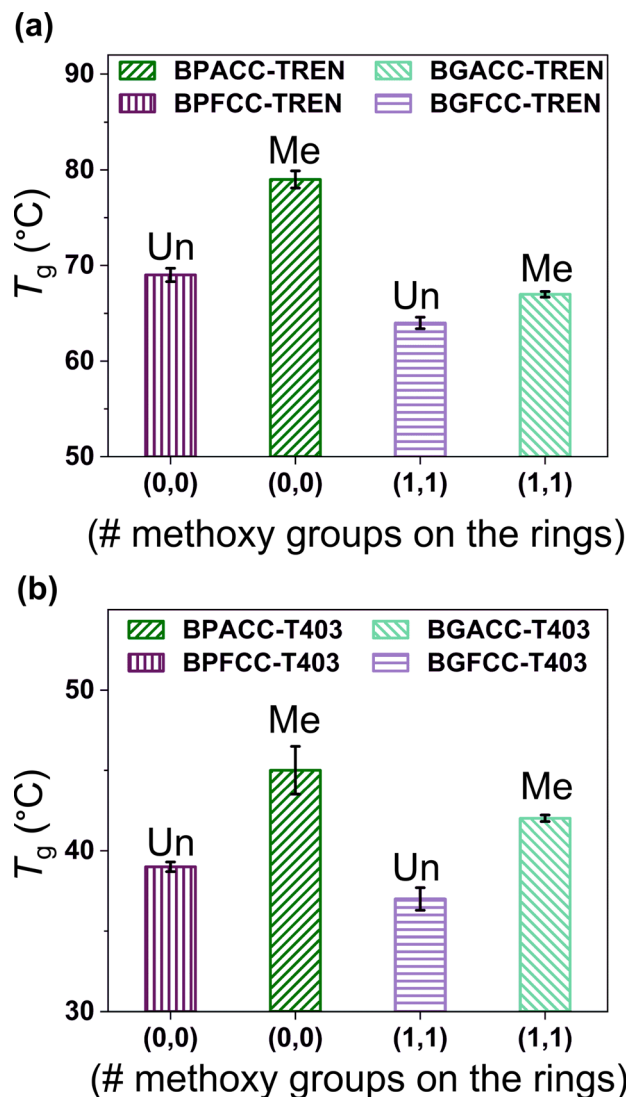 (a)
BPACC-TREN BGACC-TREN
BPFCC-TREN BGFCC-TREN
90
80
70
60
50
Tg (°C)
Un
Me
Un
Me
(0,0) (0,0) (1,1) (1,1)
(# methoxy groups on the rings)
(b)
BPACC-T403 BGACC-T403
BPFCC-T403 BGFCC-T403
50
40
30
Tg (°C)
Un
Me
Un
Me
(0,0) (0,0) (1,1) (1,1)
(# methoxy groups on the rings)